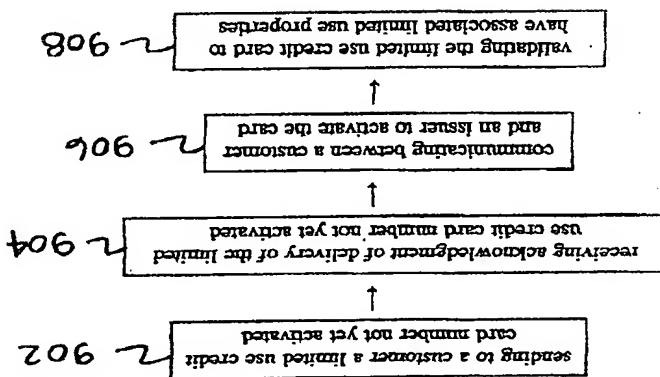 sending to a customer a limited use credit
card number not yet activated
902
receiving acknowledgment of delivery of the limited
use credit card number not yet activated
904
communicating between a customer
and an issuer to activate the card
906
validating the limited use credit card to
have associated limited use properties
908